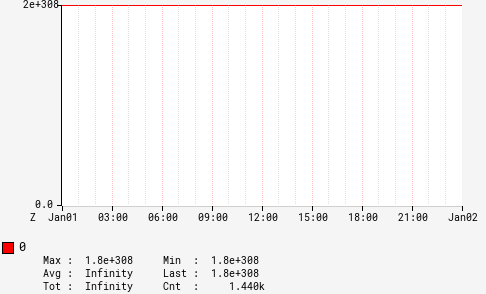 2e+308
0.0
Z Jan01 03:00 06:00 09:00 12:00 15:00 18:00 21:00 Jan02
0
Max : 1.8e+308 Min : 1.8e+308
Avg : Infinity Last : 1.8e+308
Tot : Infinity Cnt : 1.440k